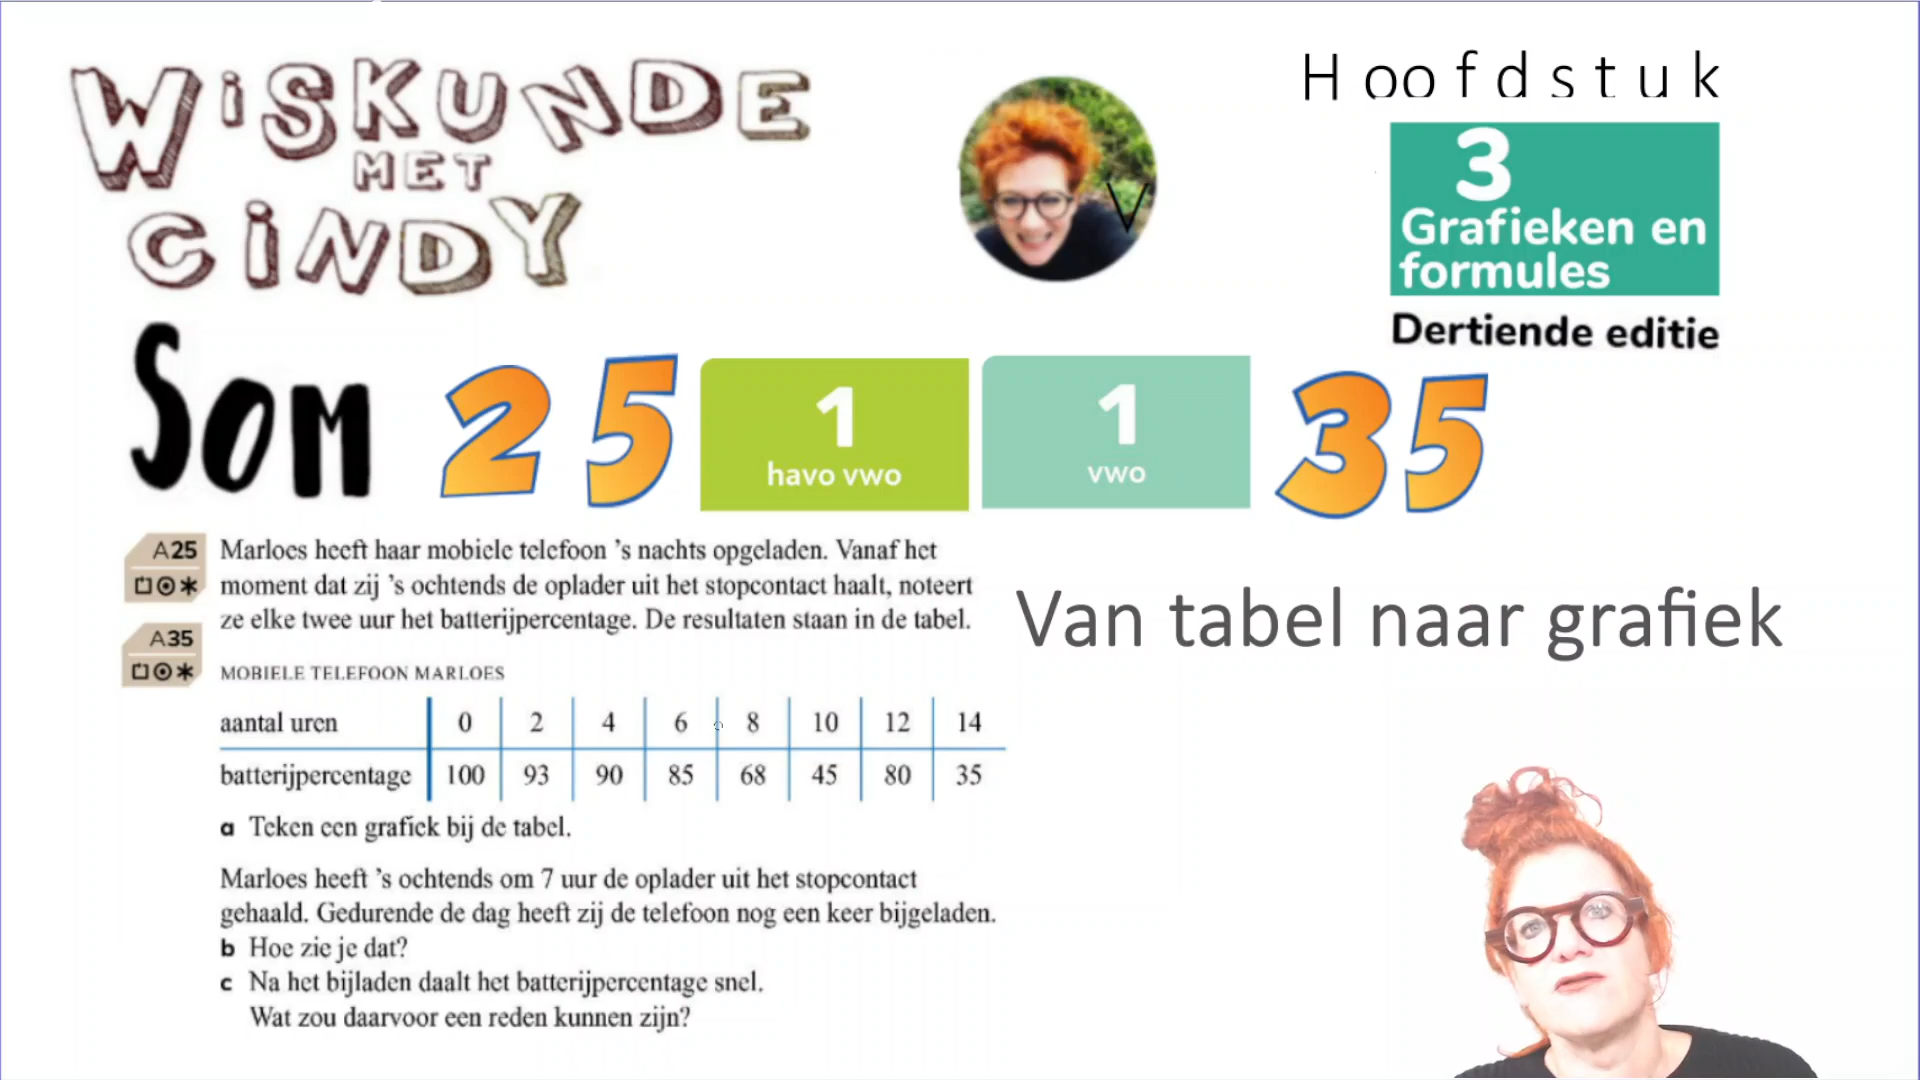 WiSKUNDE
MET
CiNDY
Hoofdstuk
3
Grafieken en
formules
Dertiende editie
Som 25
1
havo vwo
1
vwo
35
A25
Marloes heeft haar mobiele telefoon 's nachts opgeladen. Vanaf het
moment dat zij 's ochtends de oplader uit het stopcontact haalt, noteert
ze elke twee uur het batterijpercentage. De resultaten staan in de tabel.
A35
Van tabel naar grafiek
MOBIELE TELEFOON MARLOES
aantal uren 0 2 4 6 8 10 12 14
batterijpercentage 100 93 90 85 68 45 80 35
a Teken een grafiek bij de tabel.
Marloes heeft 's ochtends om 7 uur de oplader uit het stopcontact
gehaald. Gedurende de dag heeft zij de telefoon nog een keer bijgeladen.
b Hoe zie je dat?
c Na het bijladen daalt het batterijpercentage snel.
Wat zou daarvoor een reden kunnen zijn?